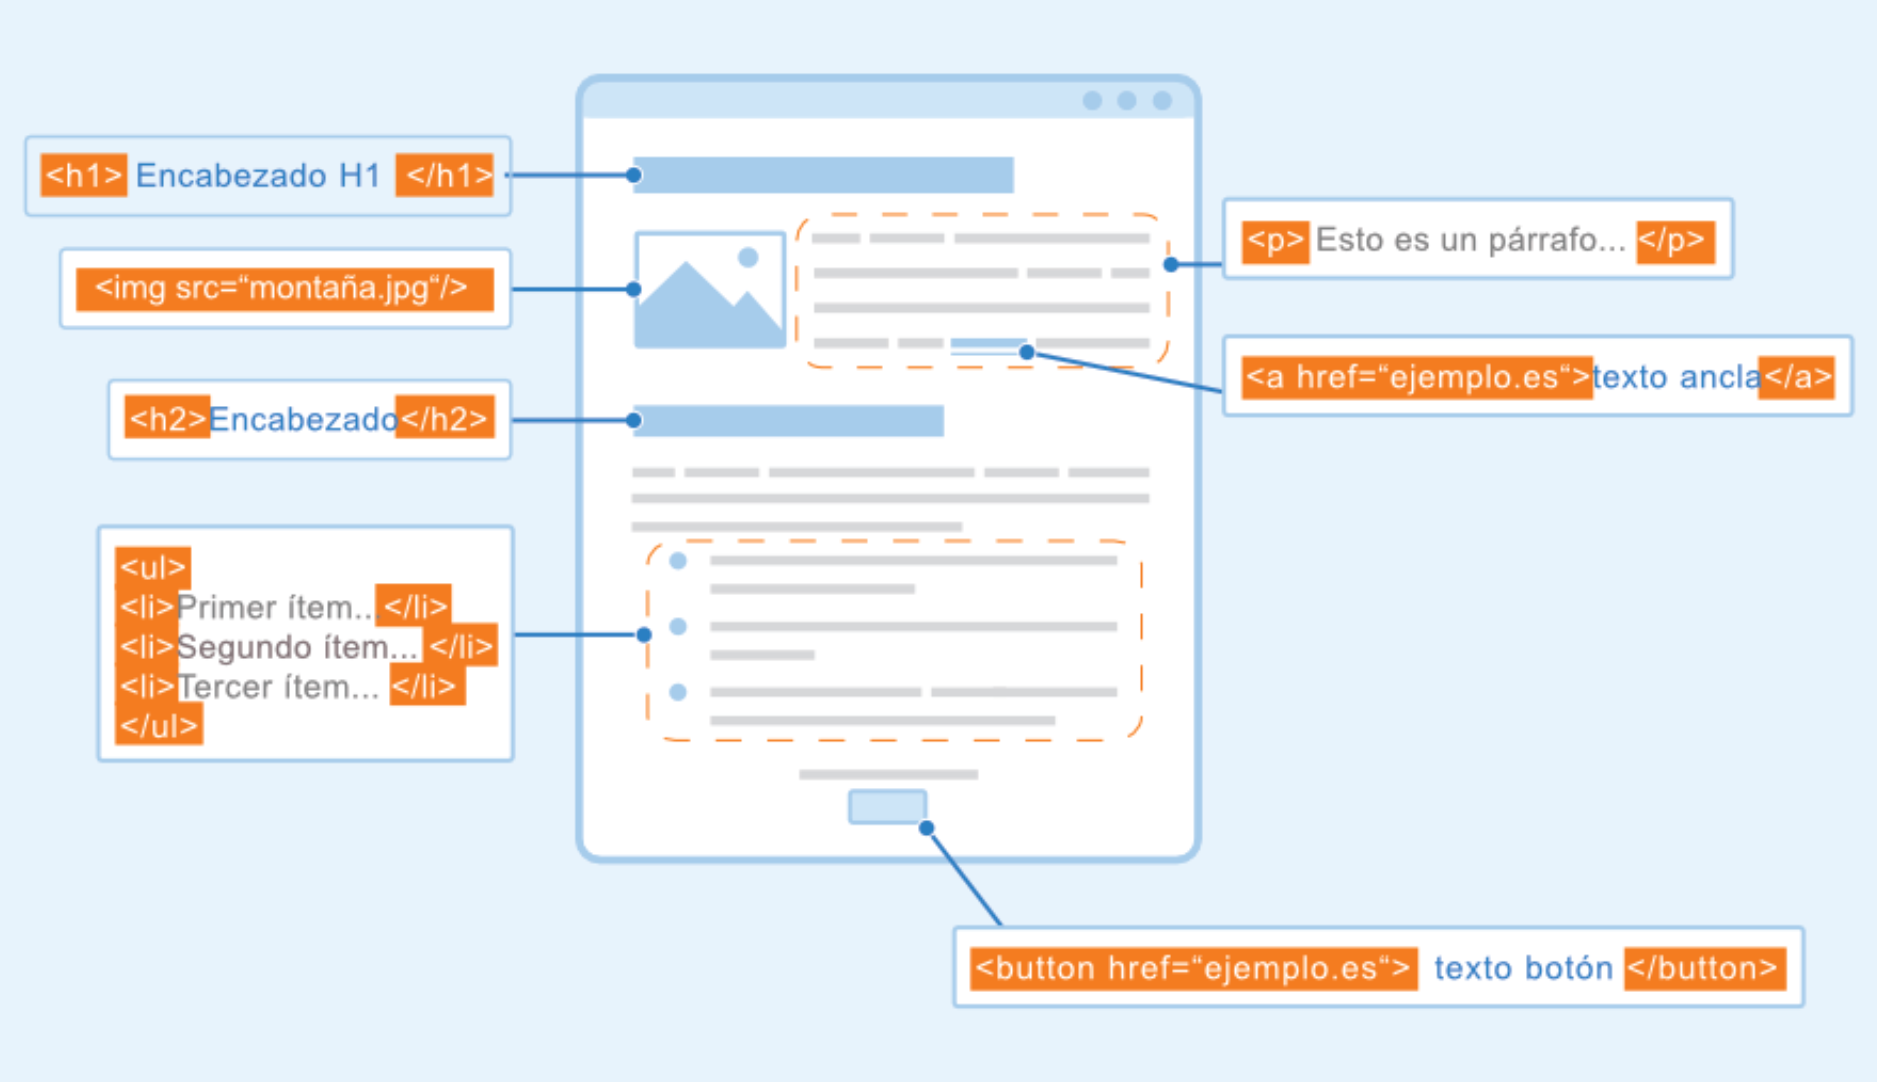 <h1> Encabezado H1 </h1>
<img src=“montaña.jpg“/>
<h2>Encabezado</h2>
<ul>
<li>Primer ítem...</li>
<li>Segundo ítem... </li>
<li>Tercer ítem... </li>
</ul>
<p> Esto es un párrafo... </p>
<a href=“ejemplo.es“>texto ancla</a>
<button href=“ejemplo.es“> texto botón </button>